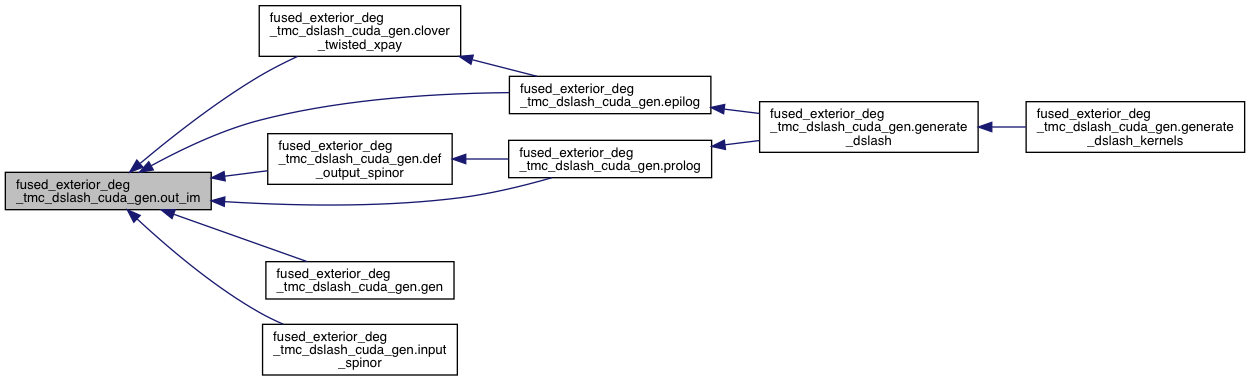 fused_exterior_deg
_tmc_dslash_cuda_gen.clover
_twisted_xpay
fused_exterior_deg
_tmc_dslash_cuda_gen.epilog
fused_exterior_deg
_tmc_dslash_cuda_gen.generate
_dslash
fused_exterior_deg
_tmc_dslash_cuda_gen.generate
_dslash_kernels
fused_exterior_deg
_tmc_dslash_cuda_gen.def
_output_spinor
fused_exterior_deg
_tmc_dslash_cuda_gen.prolog
fused_exterior_deg
_tmc_dslash_cuda_gen.out_im
fused_exterior_deg
_tmc_dslash_cuda_gen.gen
fused_exterior_deg
_tmc_dslash_cuda_gen.input
_spinor